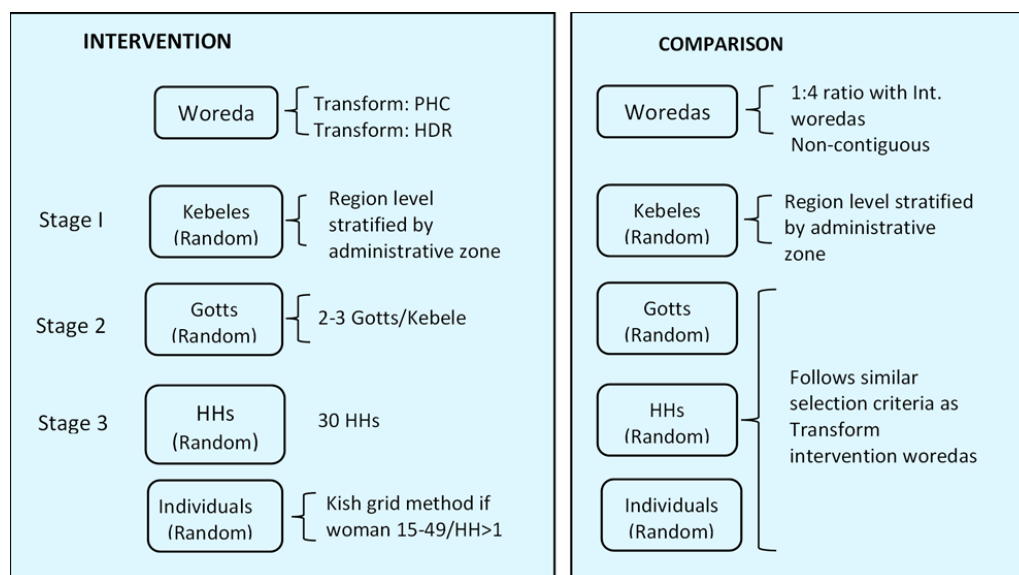 INTERVENTION
Woreda
Transform: PHC
Transform: HDR
Stage I
Kebeles
(Random)
Region level
stratified by
administrative zone
Stage 2
Gotts
(Random)
2-3 Gotts/Kebele
Stage 3
HHs
(Random)
30 HHs
Individuals
(Random)
Kish grid method if
woman 15-49/HH>1
COMPARISON
Woredas
1:4 ratio with Int.
woredas
Non-contiguous
Kebeles
(Random)
Region level stratified
by administrative
zone
Gotts
(Random)
HHs
(Random)
Individuals
(Random)
Follows similar
selection criteria as
Transform
intervention woredas